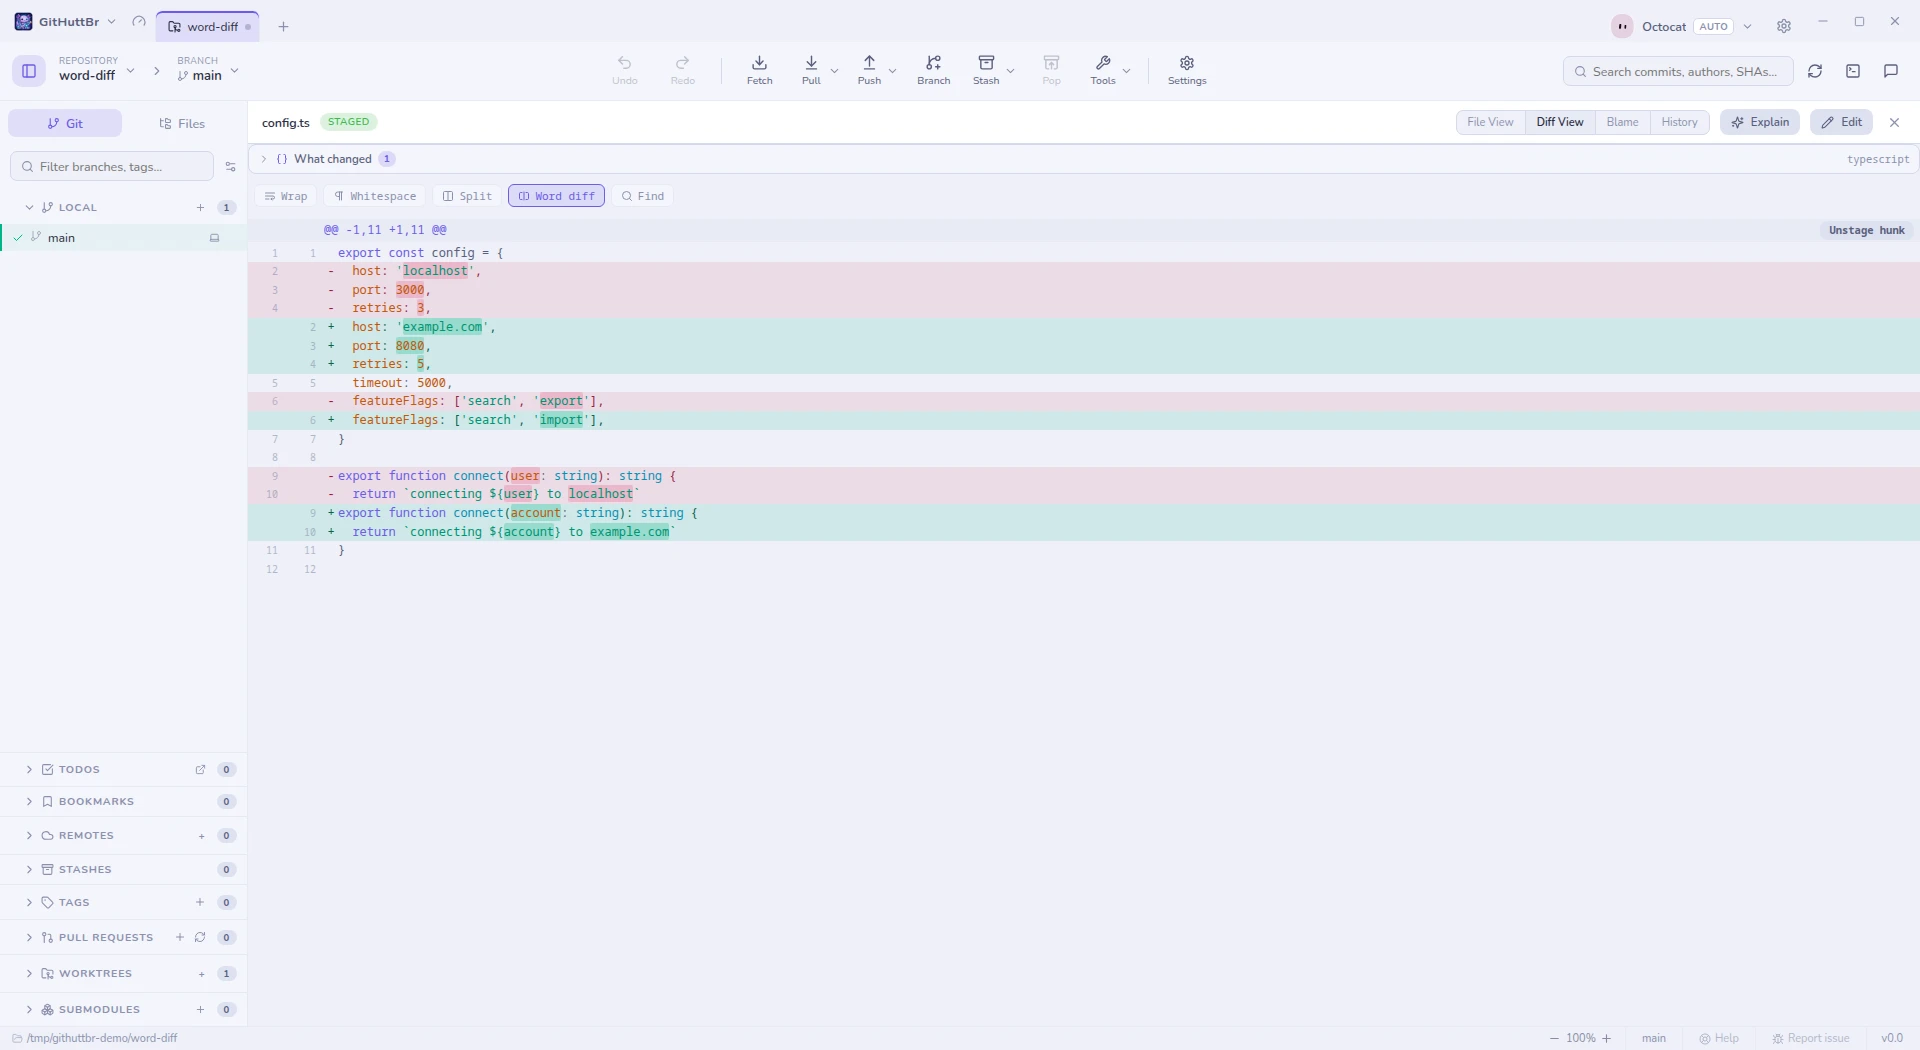 GitHuttBr
word-diff
Octocat AUTO
REPOSITORY
word-diff
BRANCH
main
Undo
Redo
Fetch
Pull
Push
Branch
Stash
Pop
Tools
Settings
Search commits, authors, SHAs...
Git
Files
Filter branches, tags...
LOCAL 1
main
TODOS 0
BOOKMARKS 0
REMOTES 0
STASHES 0
TAGS 0
PULL REQUESTS 0
WORKTREES 1
SUBMODULES 0
config.ts STAGED
File View
Diff View
Blame
History
Explain
Edit
{} What changed 1
typescript
Wrap
Whitespace
Split
Word diff
Find
@@ -1,11 +1,11 @@
Unstage hunk
1 1 export const config = {
2 - host: 'localhost',
3 - port: 3000,
4 - retries: 3,
2 + host: 'example.com',
3 + port: 8080,
4 + retries: 5,
5 5 timeout: 5000,
6 - featureFlags: ['search', 'export'],
6 + featureFlags: ['search', 'import'],
7 7 }
8 8
9 - export function connect(user: string): string {
10 - return `connecting ${user} to localhost`
9 + export function connect(account: string): string {
10 + return `connecting ${account} to example.com`
11 11 }
12 12
/tmp/githuttbr-demo/word-diff
— 100% +
main
Help
Report issue
v0.0